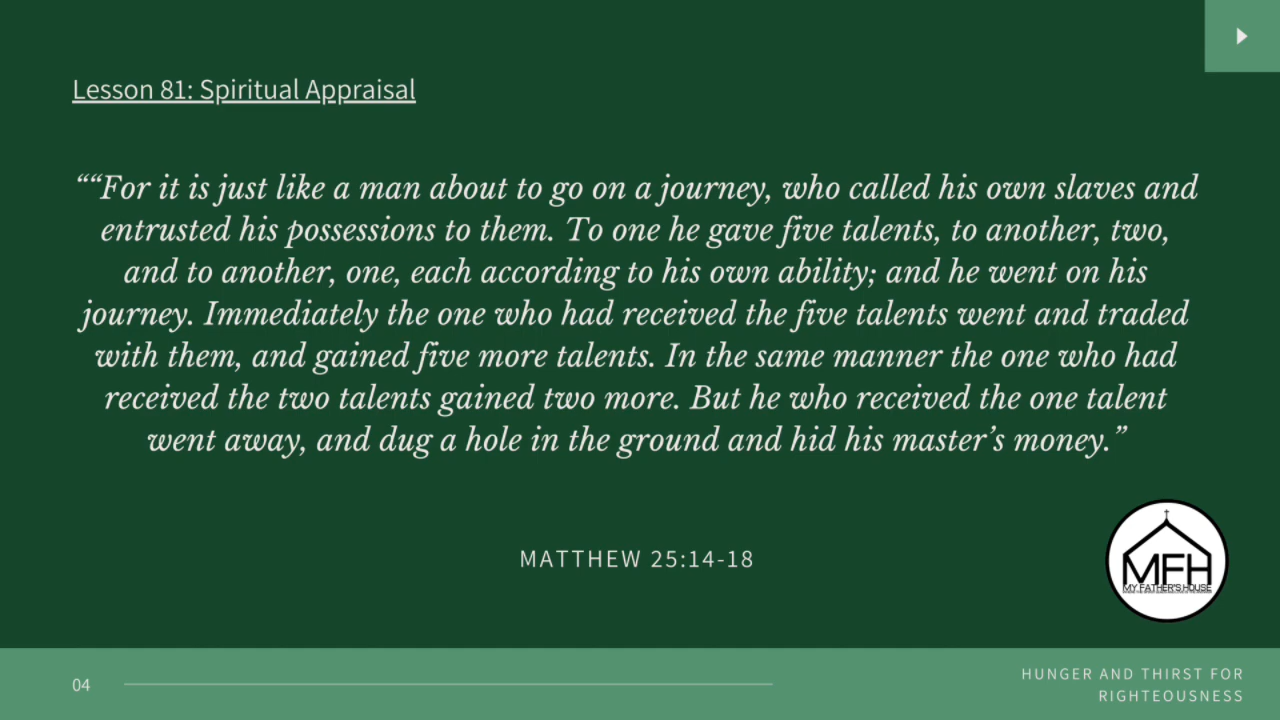 Lesson 81: Spiritual Appraisal
““For it is just like a man about to go on a journey, who called his own slaves and
entrusted his possessions to them. To one he gave five talents, to another, two,
and to another, one, each according to his own ability; and he went on his
journey. Immediately the one who had received the five talents went and traded
with them, and gained five more talents. In the same manner the one who had
received the two talents gained two more. But he who received the one talent
went away, and dug a hole in the ground and hid his master’s money.”
MATTHEW 25:14-18
MFH
MY FATHER'S HOUSE
04
HUNGER AND THIRST FOR
RIGHTEOUSNESS